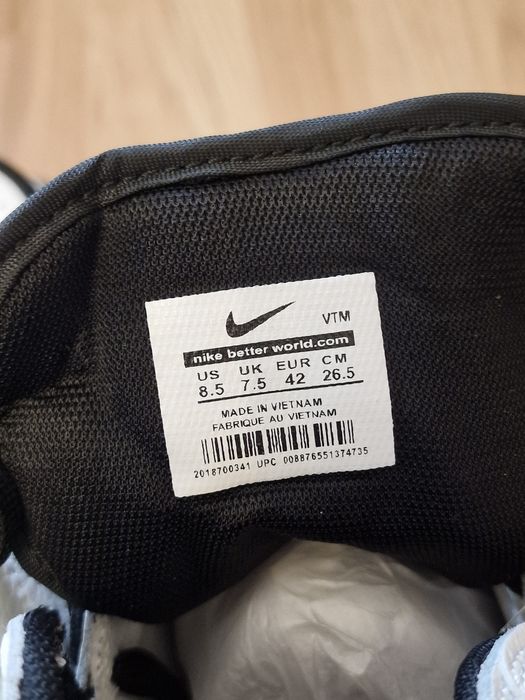 VTM
nike better world.com
US UK EUR CM
8.5 7.5 42 26.5
MADE IN VIETNAM
FABRIQUE AU VIETNAM
2018700341 UPC 008876551374735